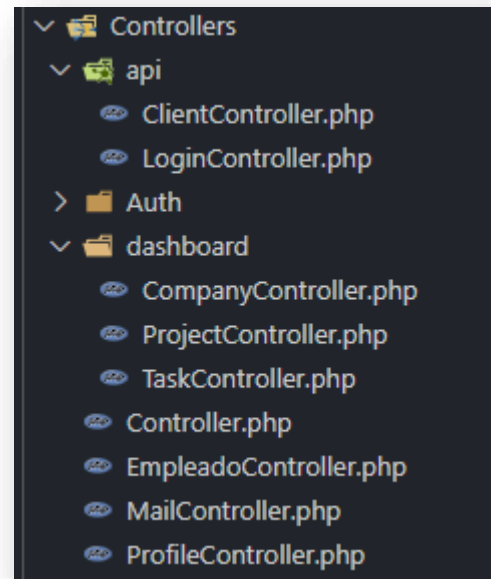 Controllers
api
ClientController.php
LoginController.php
Auth
dashboard
CompanyController.php
ProjectController.php
TaskController.php
Controller.php
EmpleadoController.php
MailController.php
ProfileController.php